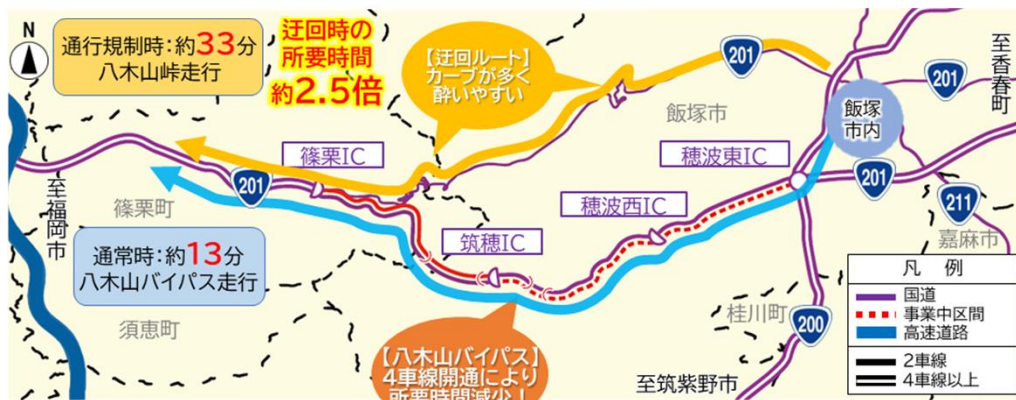 N
通行規制時：約33分
八木山峠走行
迂回時の
所要時間
約2.5倍
【迂回ルート】
カーブが多く
酔いやすい
201
至香春町
201
飯塚市
飯塚
市内
篠栗IC
穂波東IC
201
201
211
至福岡市
篠栗町
穂波西IC
筑穂IC
嘉麻市
通常時：約13分
八木山バイパス走行
凡 例
国道
事業中区間
高速道路
2車線
4車線以上
須恵町
桂川町
200
【八木山バイパス】
4車線開通により
所要時間減少！
至筑紫野市